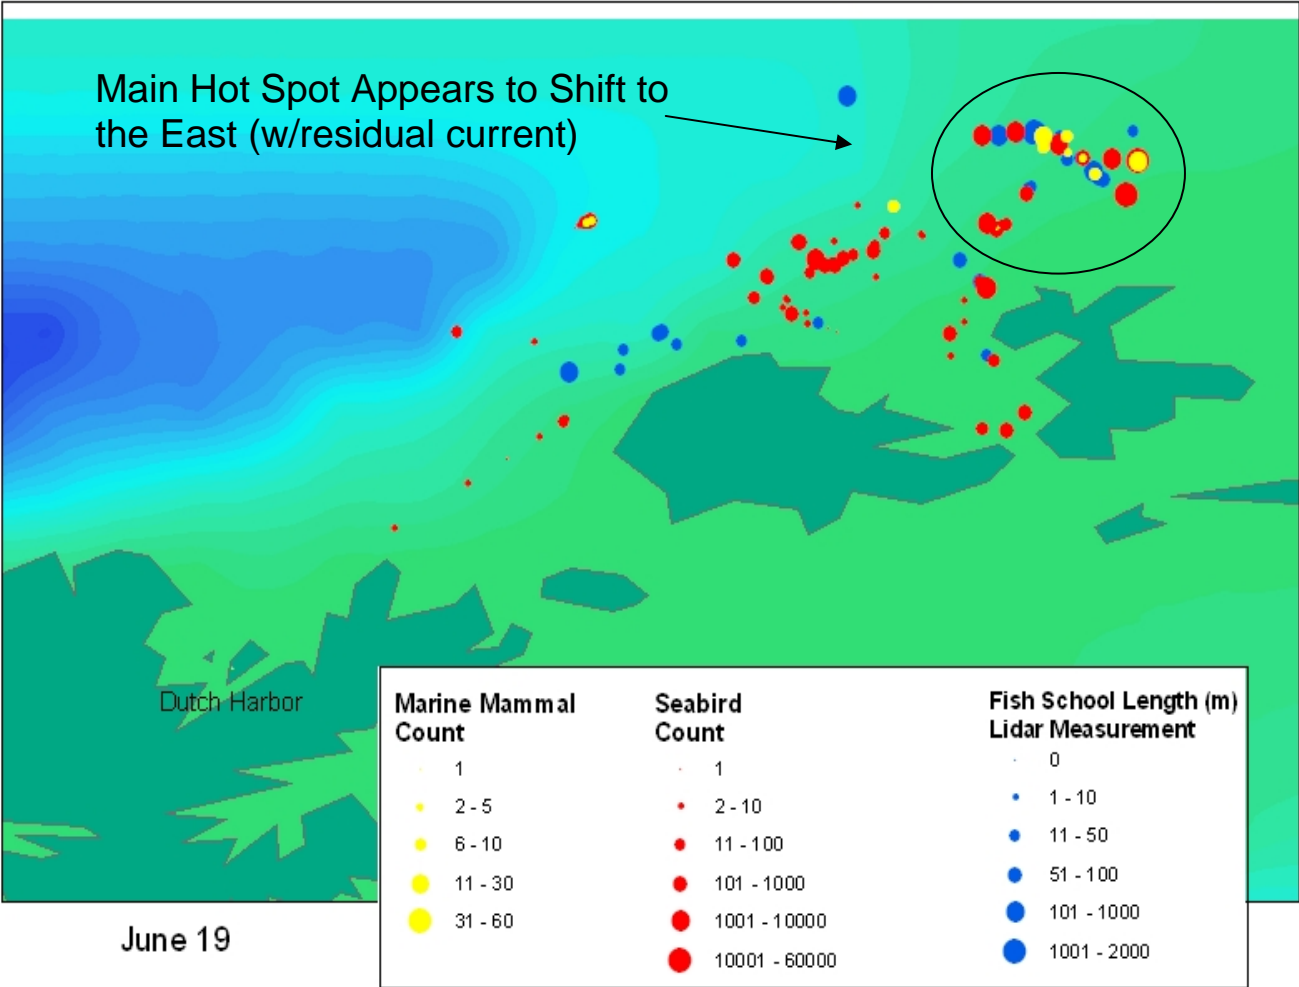 Main Hot Spot Appears to Shift to
the East (w/residual current)
Dutch Harbor
Marine Mammal
Count
1
2 - 5
6 - 10
11 - 30
31 - 60
Seabird
Count
1
2 - 10
11 - 100
101 - 1000
1001 - 10000
10001 - 60000
Fish School Length (m)
Lidar Measurement
0
1 - 10
11 - 50
51 - 100
101 - 1000
1001 - 2000
June 19